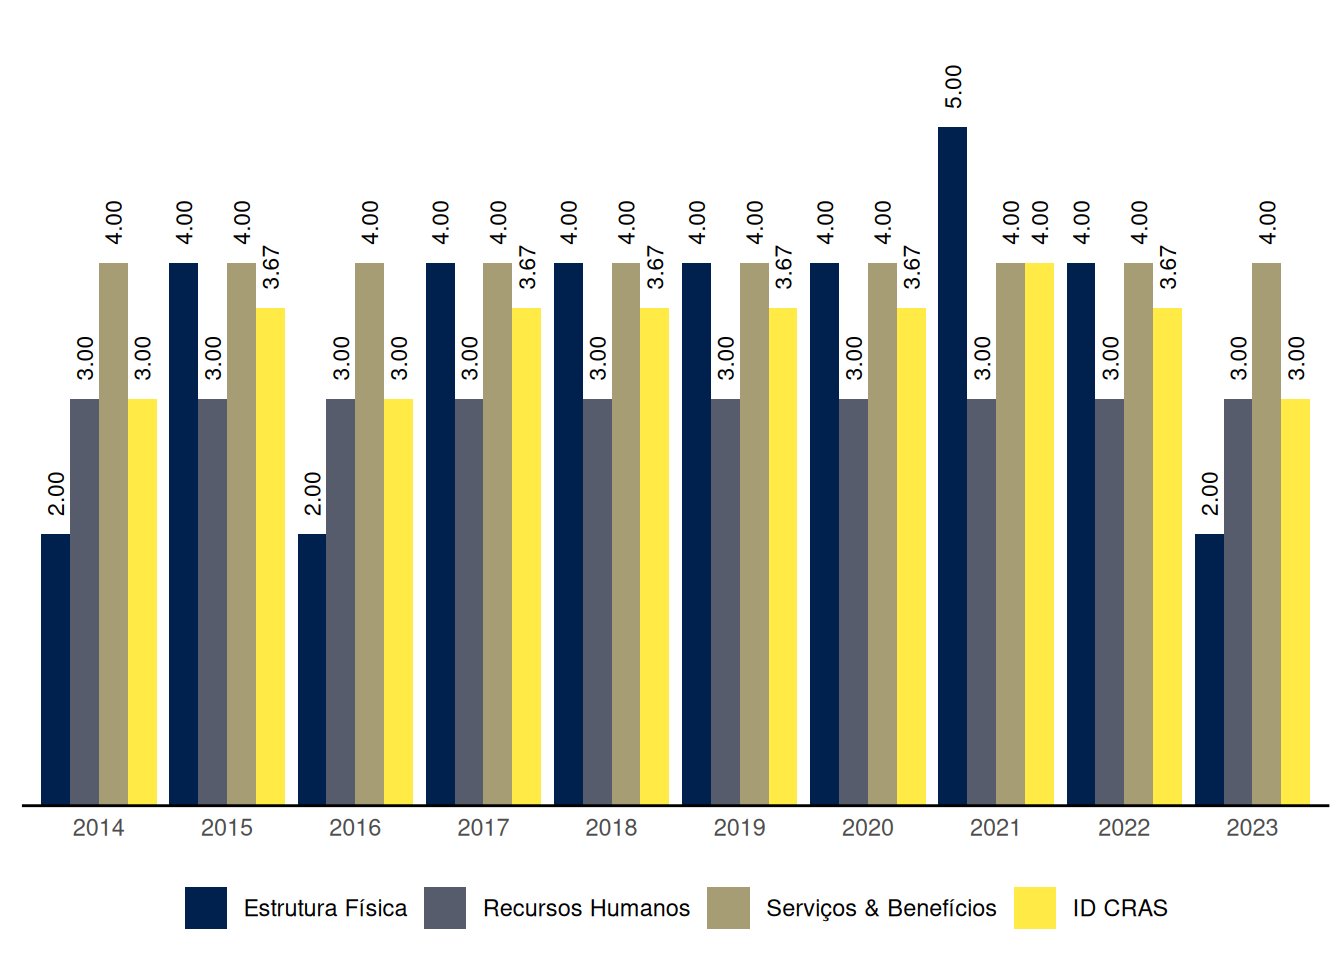 5.00
4.00 4.00 4.00 4.00 4.00 4.00 4.00 4.00 4.00 4.00 4.00 4.00 4.00 4.00 4.00 4.00 4.00
3.67 3.67 3.67 3.67 3.67 3.67
3.00 3.00 3.00 3.00 3.00 3.00 3.00 3.00 3.00 3.00 3.00 3.00 3.00
2.00 2.00 2.00
2014 2015 2016 2017 2018 2019 2020 2021 2022 2023
Estrutura Física Recursos Humanos Serviços & Benefícios ID CRAS